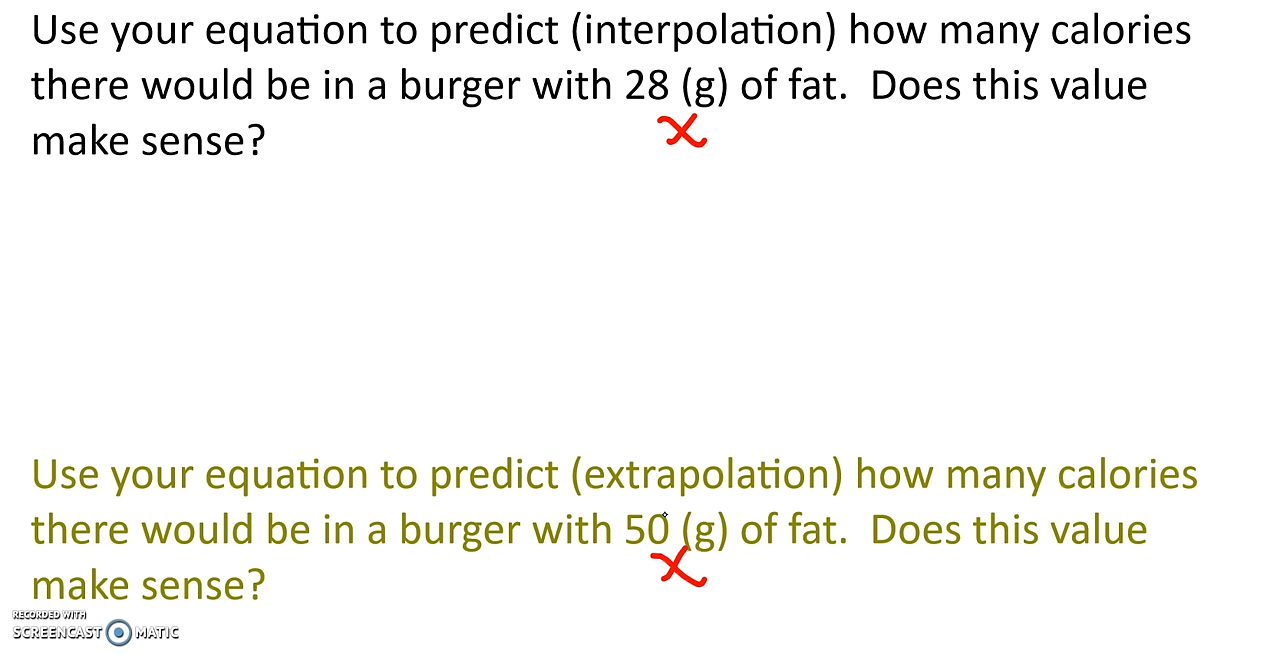 Use your equation to predict (interpolation) how many calories
there would be in a burger with 28 (g) of fat.  Does this value
make sense?
x
Use your equation to predict (extrapolation) how many calories
there would be in a burger with 50 (g) of fat.  Does this value
x
make sense?
RECORDED WITH
SCREENCAST MATIC